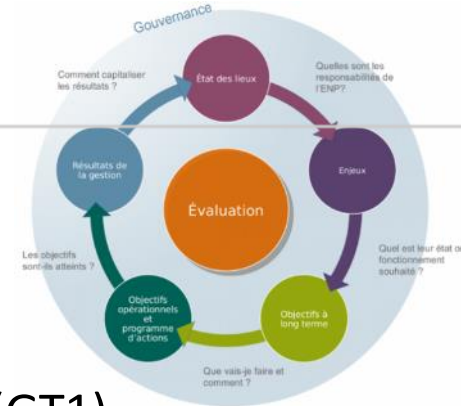 Gouvernance
Comment capitaliser
les résultats ?
État des lieux
Quelles sont les
responsabilités de
l'ENP?
Résultats de
la gestion
Enjeux
Évaluation
Les objectifs
sont-ils atteints ?
Quel est leur état ou
fonctionnement
souhaité ?
Objectifs
opérationnels
et
programme
d'actions
Objectifs à
long terme
Que vais-je faire et
comment ?